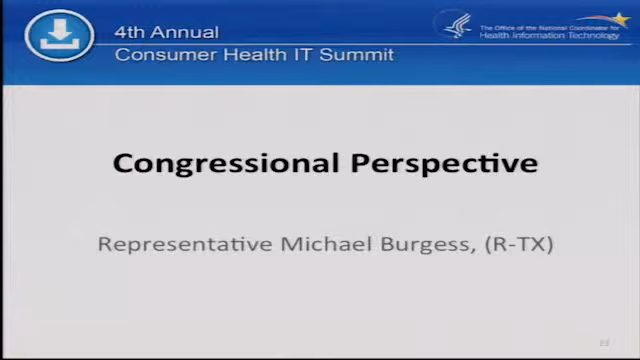 4th Annual
Consumer Health IT Summit
The Office of the National Coordinator for
Health Information Technology
Congressional Perspective
Representative Michael Burgess, (R-TX)
23